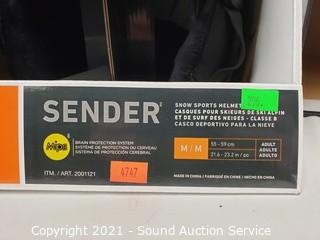 SENDER
SNOW SPORTS HELMET
CASQUES POUR SKIEURS DE SKI ALPIN
ET DE SURF DES NEIGES - CLASSE B
CASCO DEPORTIVO PARA LA NIEVE
mips
BRAIN PROTECTION SYSTEM
SYSTÈME DE PROTECTION DU CERVEAU
SISTEMA DE PROTECCIÓN CEREBRAL
M / M
55 - 59 cm
21.6 - 23.2 in / po
ADULT
ADULTE
ADULTO
ITM. / ART. 2001121
4747
MADE IN CHINA / FABRIQUÉ EN CHINE / HECHO EN CHINA
Copyright 2021 - Sound Auction Service